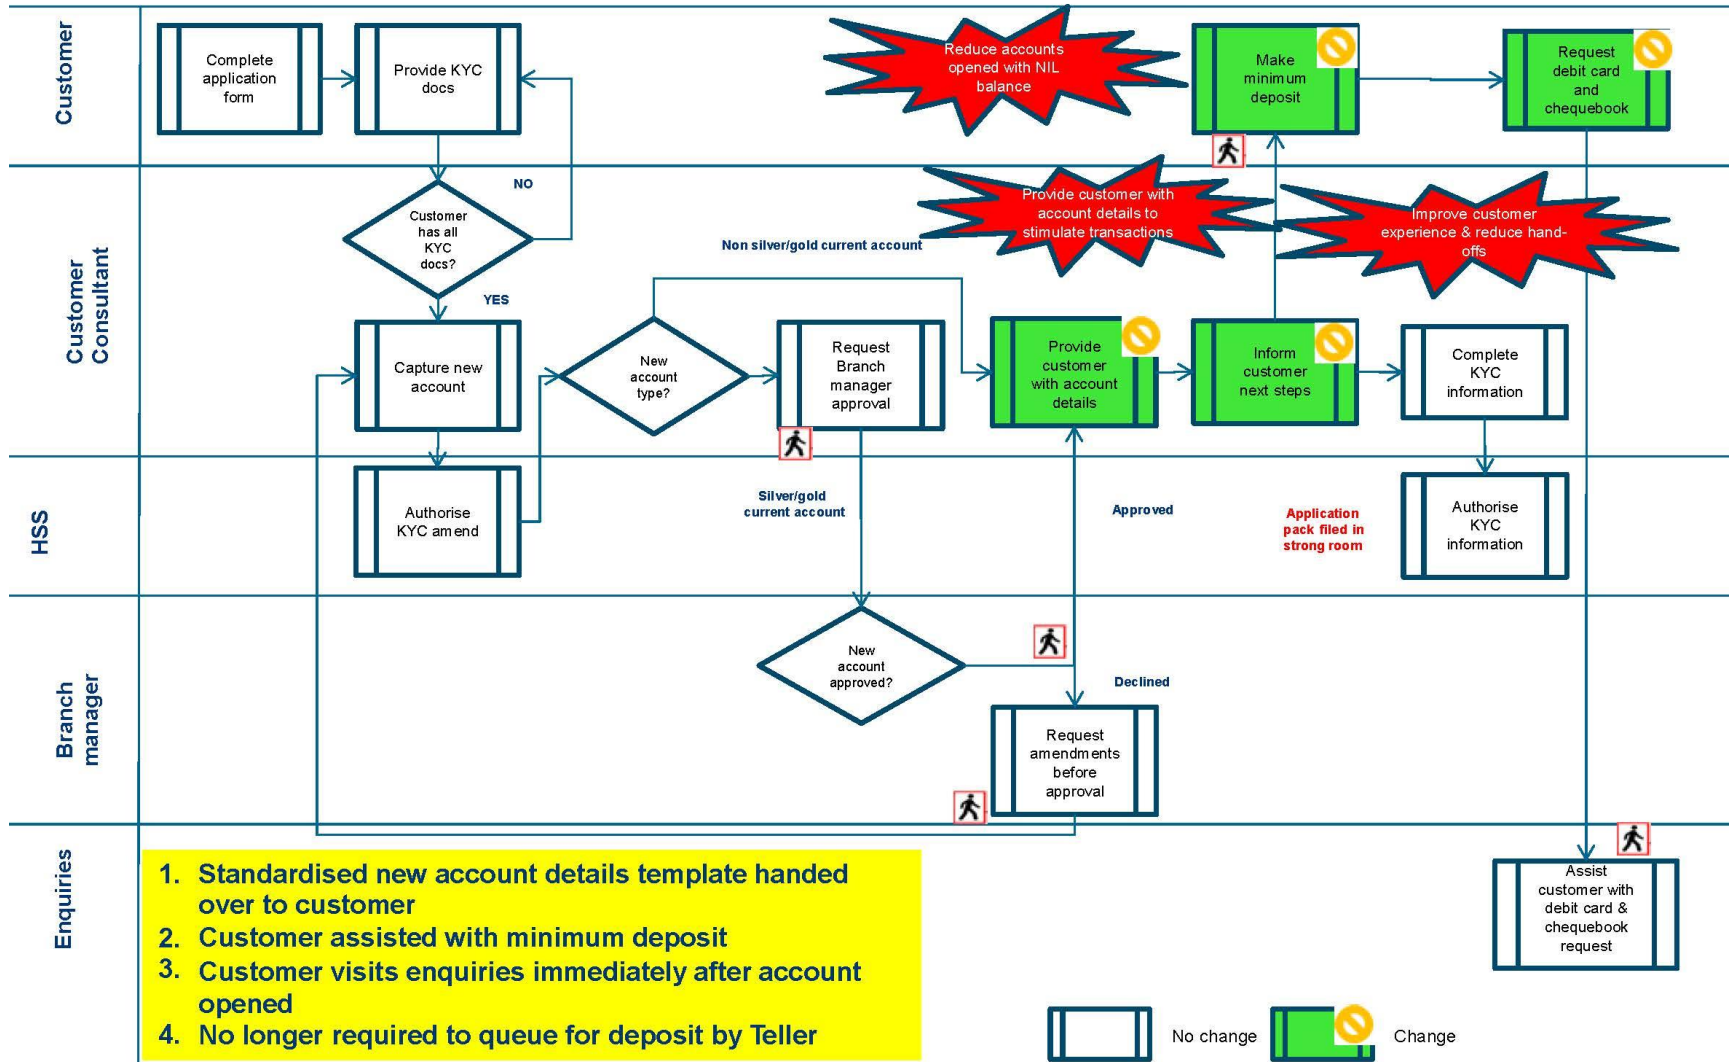 Customer
Complete
application
form
Provide KYC
docs
Reduce accounts
opened with NIL
balance
Make
minimum
deposit
Request
debit card
and
chequebook
Customer
Consultant
NO
Customer
has all
KYC
docs?
YES
Provide customer with
account details to
stimulate transactions
Improve customer
experience & reduce hand-
offs
Non silver/gold current account
Capture new
account
New
account
type?
Request
Branch
manager
approval
Provide
customer
with account
details
Inform
customer
next steps
Complete
KYC
information
HSS
Authorise
KYC amend
Silver/gold
current account
Approved
Application
pack filed in
strong room
Authorise
KYC
information
Branch
manager
New
account
approved?
Declined
Request
amendments
before
approval
Enquiries
1. Standardised new account details template handed
over to customer
2. Customer assisted with minimum deposit
3. Customer visits enquiries immediately after account
opened
4. No longer required to queue for deposit by Teller
Assist
customer with
debit card &
chequebook
request
No change
Change